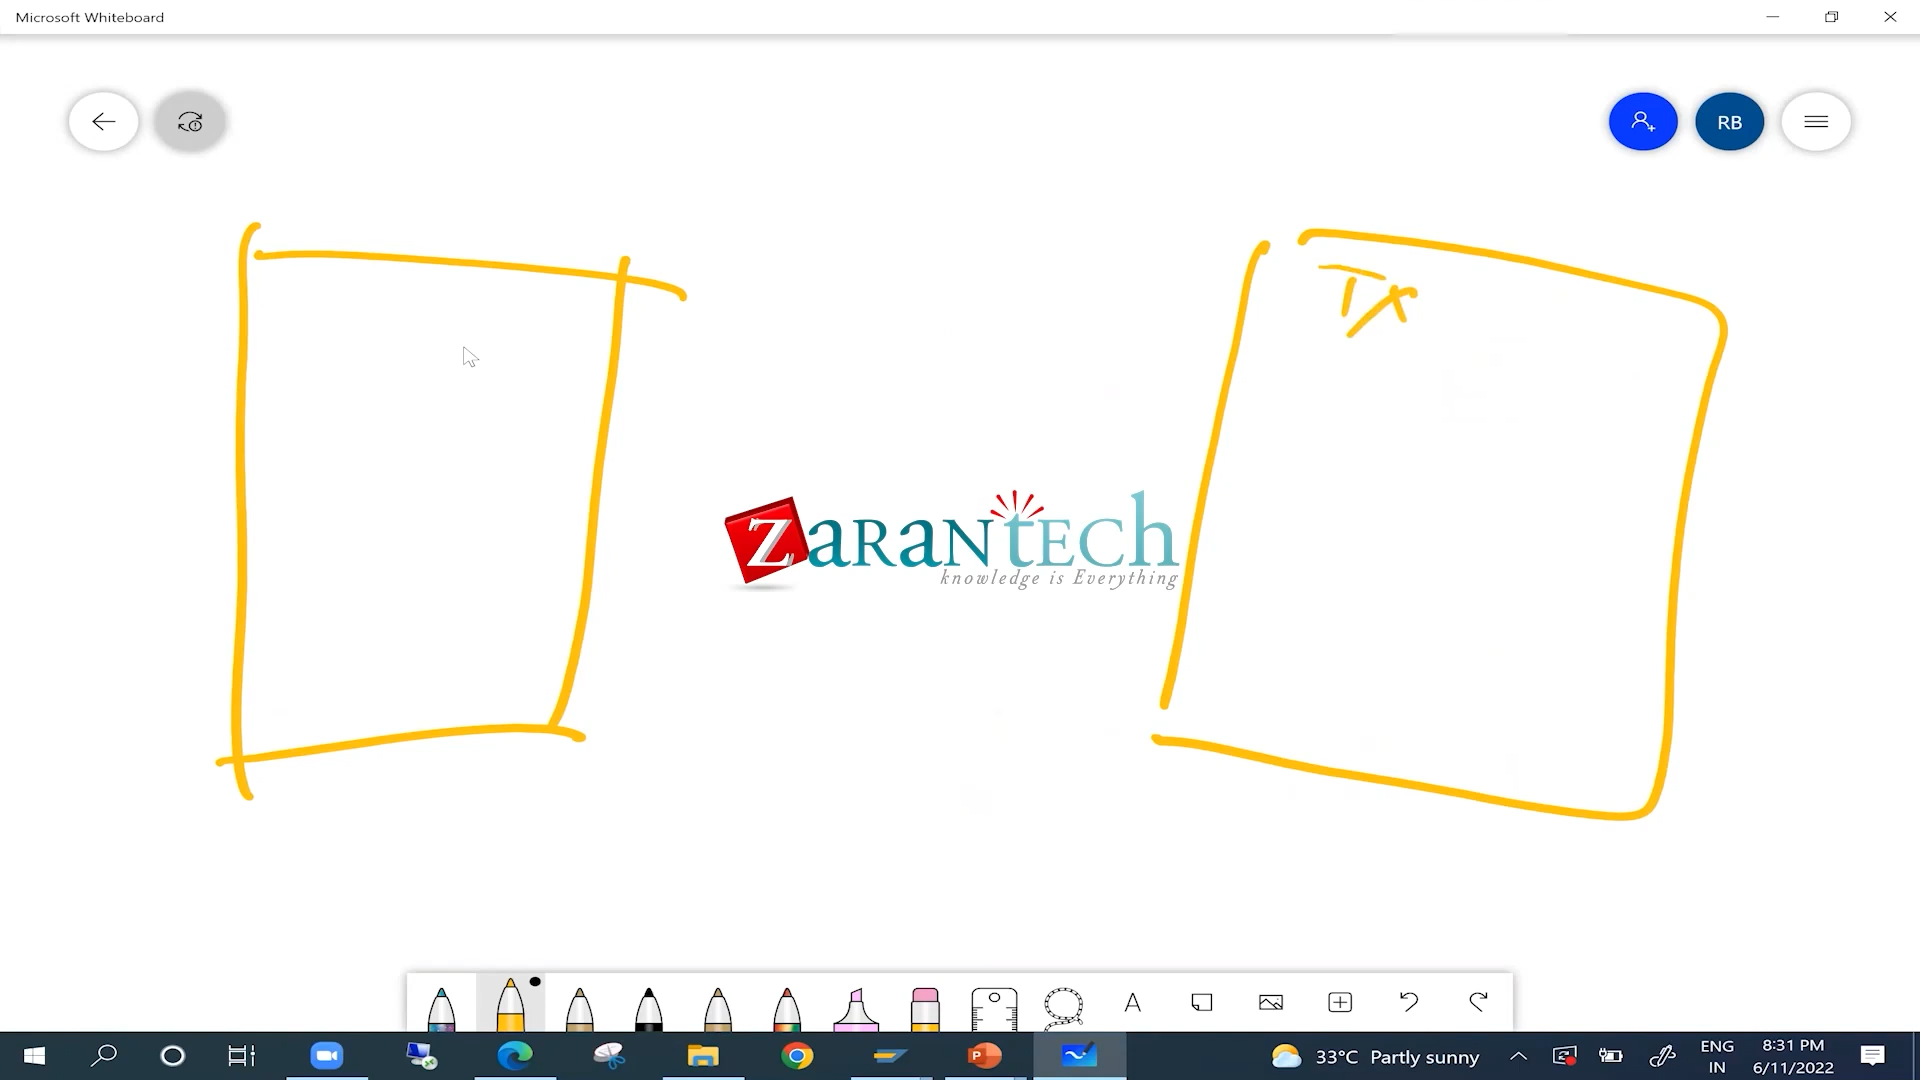 Microsoft Whiteboard
RB
Tx
ZaranTech
knowledge is Everything
A
33°C Partly sunny
ENG
IN
8:31 PM
6/11/2022